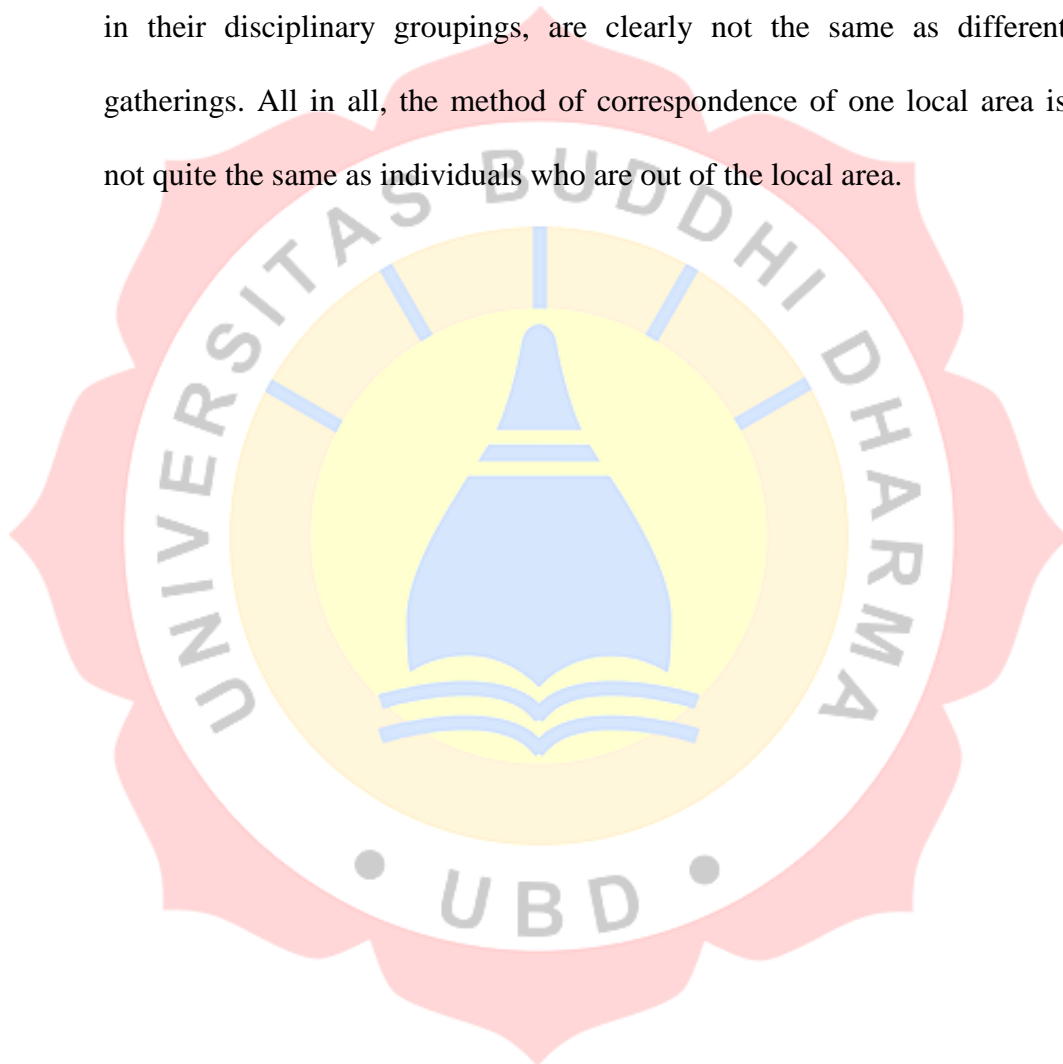 in their disciplinary groupings, are clearly not the same as different
gatherings. All in all, the method of correspondence of one local area is
not quite the same as individuals who are out of the local area.
UNIVERSITAS BUDDHI DHARMA
• UBD •